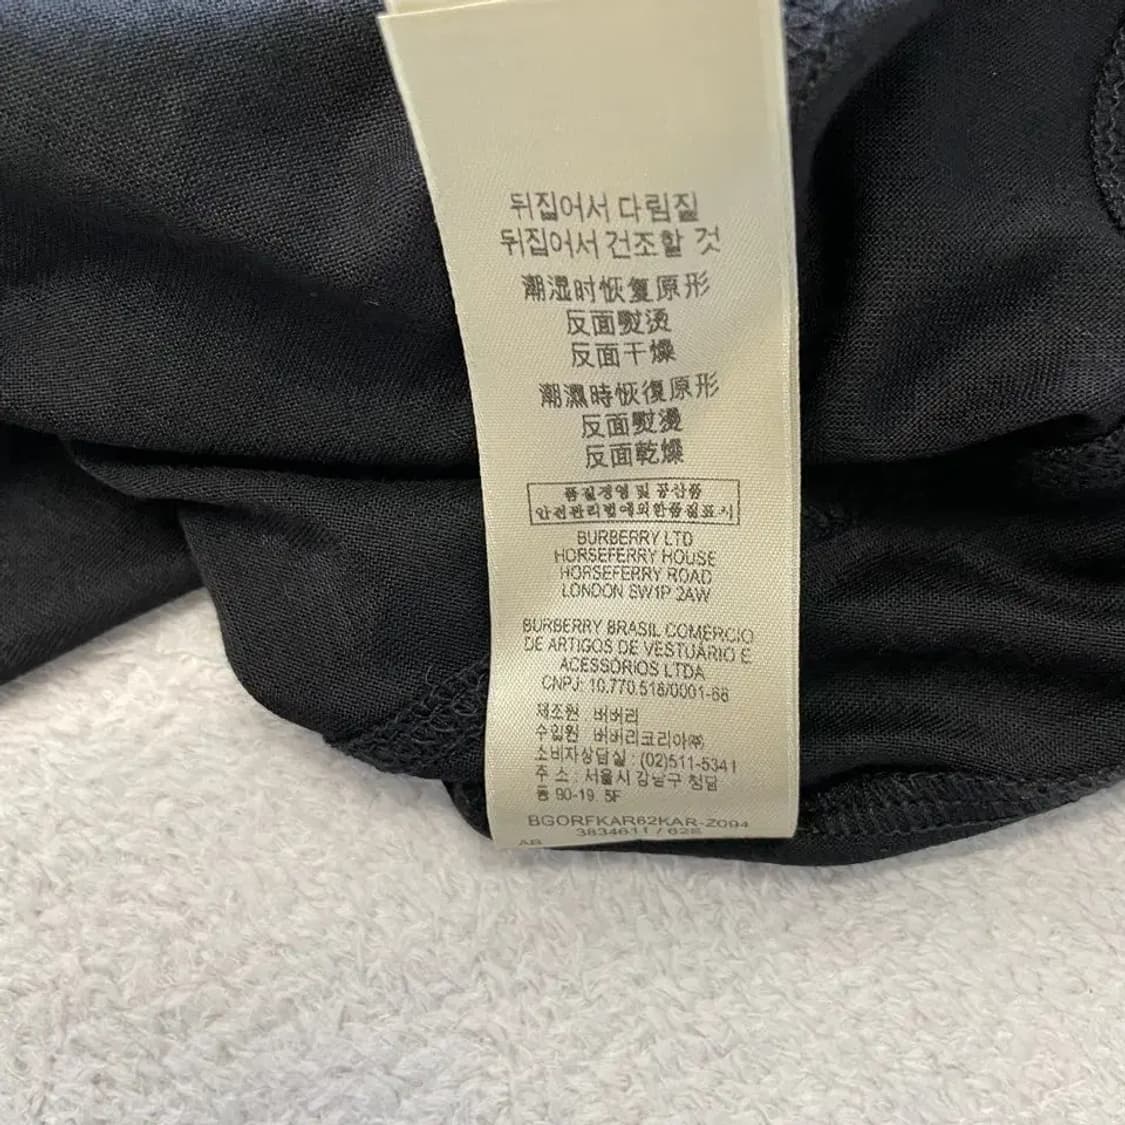 뒤집어서 다림질
뒤집어서 건조할 것
潮湿时恢复原形
反面熨烫
反面干燥
潮濕時恢復原形
反面熨燙
反面乾燥
품질경영 및 공산품
안전관리법에의한품질표시
BURBERRY LTD
HORSEFERRY HOUSE
HORSEFERRY ROAD
LONDON SW1P 2AW
BURBERRY BRASIL COMERCIO
DE ARTIGOS DE VESTUÁRIO E
ACESSÓRIOS LTDA
CNPJ: 10.770.518/0001-68
제조원 버버리
수입원 버버리코리아㈜
소비자상담실 : (02)511-5341
주 소 : 서울시 강남구 청담
동 90-19 5F
BGORFKAR62KAR-Z094
3834611 / 62S
AB